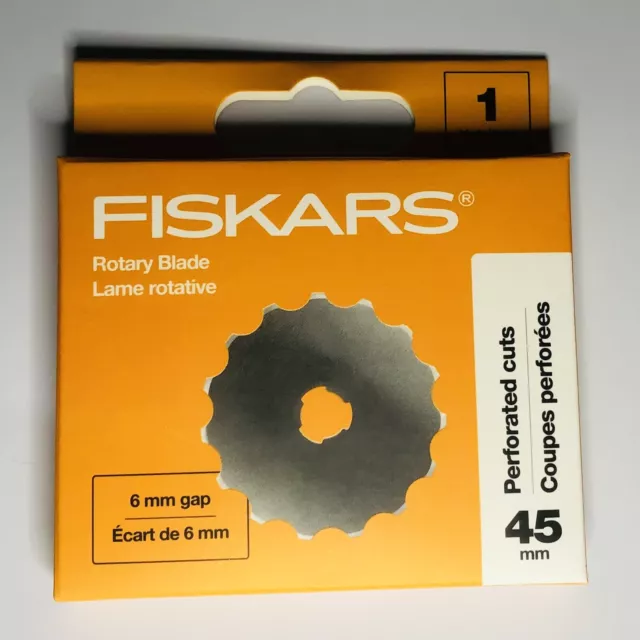 1
FISKARS®
Rotary Blade
Lame rotative
6 mm gap
Écart de 6 mm
Perforated cuts
Coupes perforées
45
mm